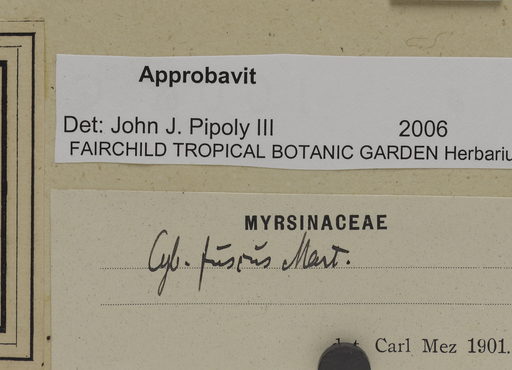 Approbavit
Det: John J. Pipoly III 2006
FAIRCHILD TROPICAL BOTANIC GARDEN Herbariu
MYRSINACEAE
Cyb. fuscus Mart.
Carl Mez 1901.